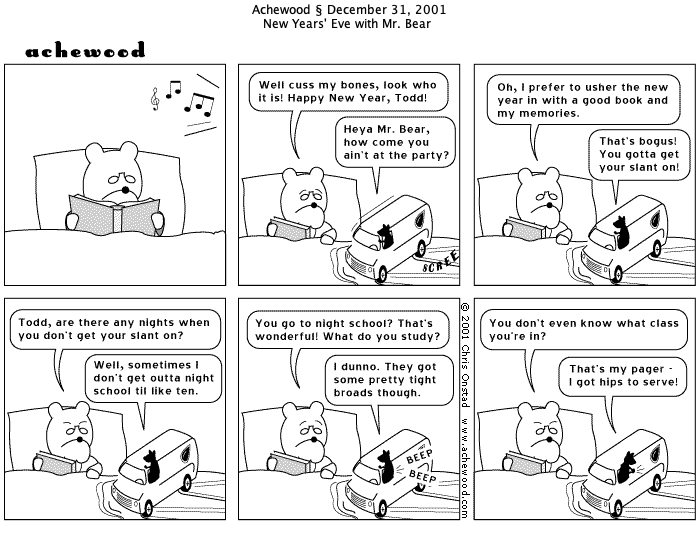 Achewood § December 31, 2001
New Years' Eve with Mr. Bear
achewood
Well cuss my bones, look who
it is! Happy New Year, Todd!
Heya Mr. Bear,
how come you
ain't at the party?
SCREE
Oh, I prefer to usher the new
year in with a good book and
my memories.
That's bogus!
You gotta get
your slant on!
Todd, are there any nights when
you don't get your slant on?
Well, sometimes I
don't get outta night
school til like ten.
You go to night school? That's
wonderful! What do you study?
I dunno. They got
some pretty tight
broads though.
BEEP
BEEP
© 2001 Chris Onstad www.achewood.com
You don't even know what class
you're in?
That's my pager -
I got hips to serve!